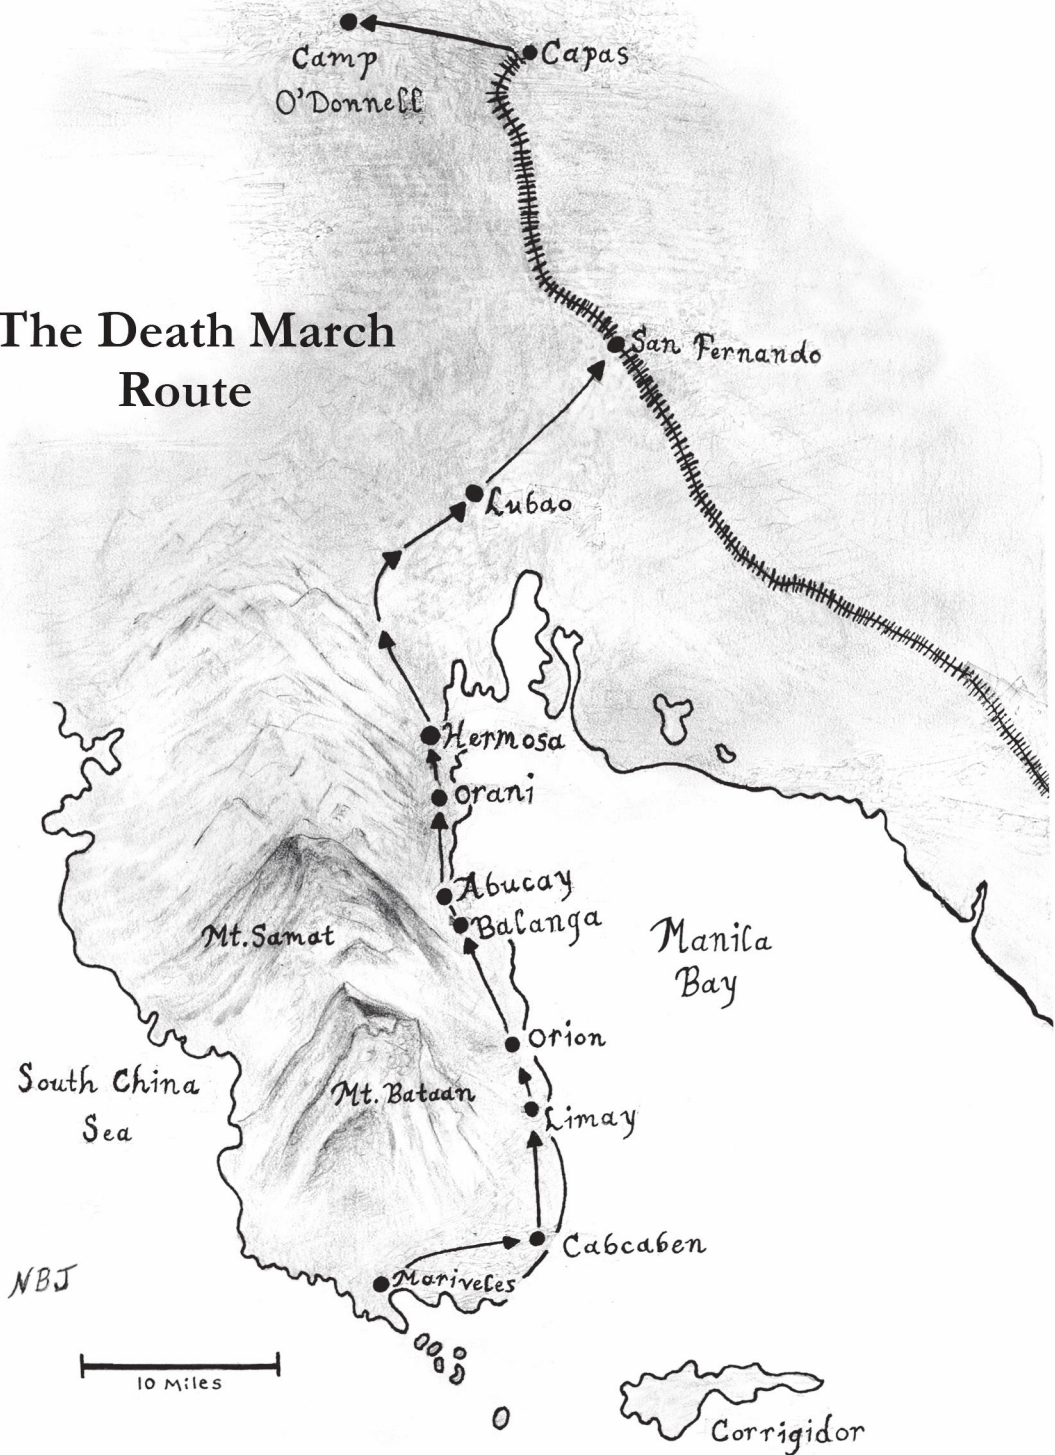 Camp
O'Donnell
Capas
The Death March
Route
San Fernando
Lubao
Hermosa
Orani
Abucay
Balanga
Mt. Samat
Manila
Bay
Orion
South China
Sea
Mt. Bataan
Limay
Cabcaben
Mariveles
NBJ
10 Miles
Corrigidor